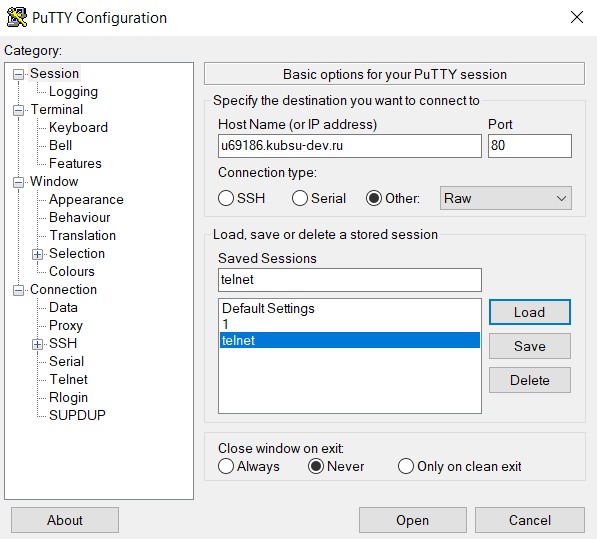 PuTTY Configuration
Category:
Session
Logging
Terminal
Keyboard
Bell
Features
Window
Appearance
Behaviour
Translation
Selection
Colours
Connection
Data
Proxy
SSH
Serial
Telnet
Rlogin
SUPDUP
Basic options for your PuTTY session
Specify the destination you want to connect to
Host Name (or IP address) Port
u69186.kubsu-dev.ru 80
Connection type:
SSH Serial Other: Raw
Load, save or delete a stored session
Saved Sessions
telnet
Default Settings
1
telnet
Load
Save
Delete
Close window on exit:
Always Never Only on clean exit
About Open Cancel